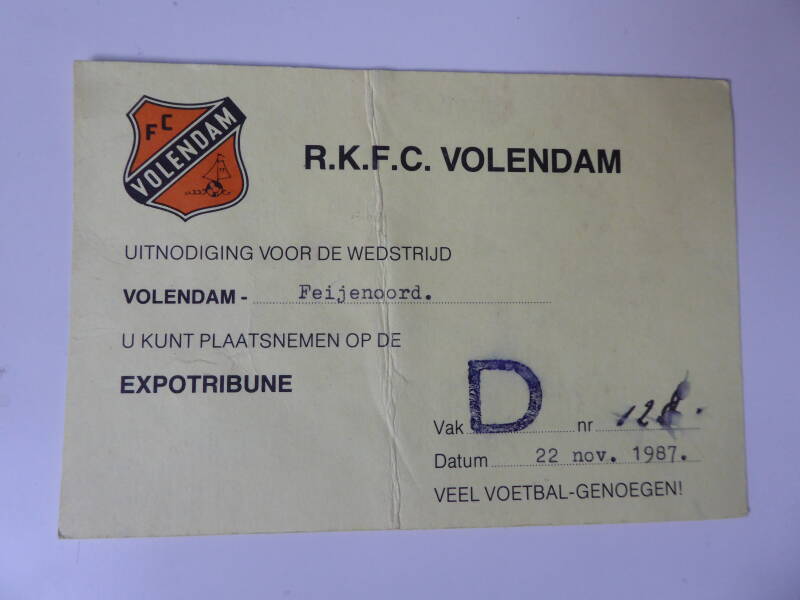 FC
VOLENDAM
R.K.F.C. VOLENDAM
UITNODIGING VOOR DE WEDSTRIJD
VOLENDAM - Feijenoord.
U KUNT PLAATSNEMEN OP DE
EXPOTRIBUNE
Vak D nr 128.
Datum 22 nov. 1987.
VEEL VOETBAL-GENOEGEN!